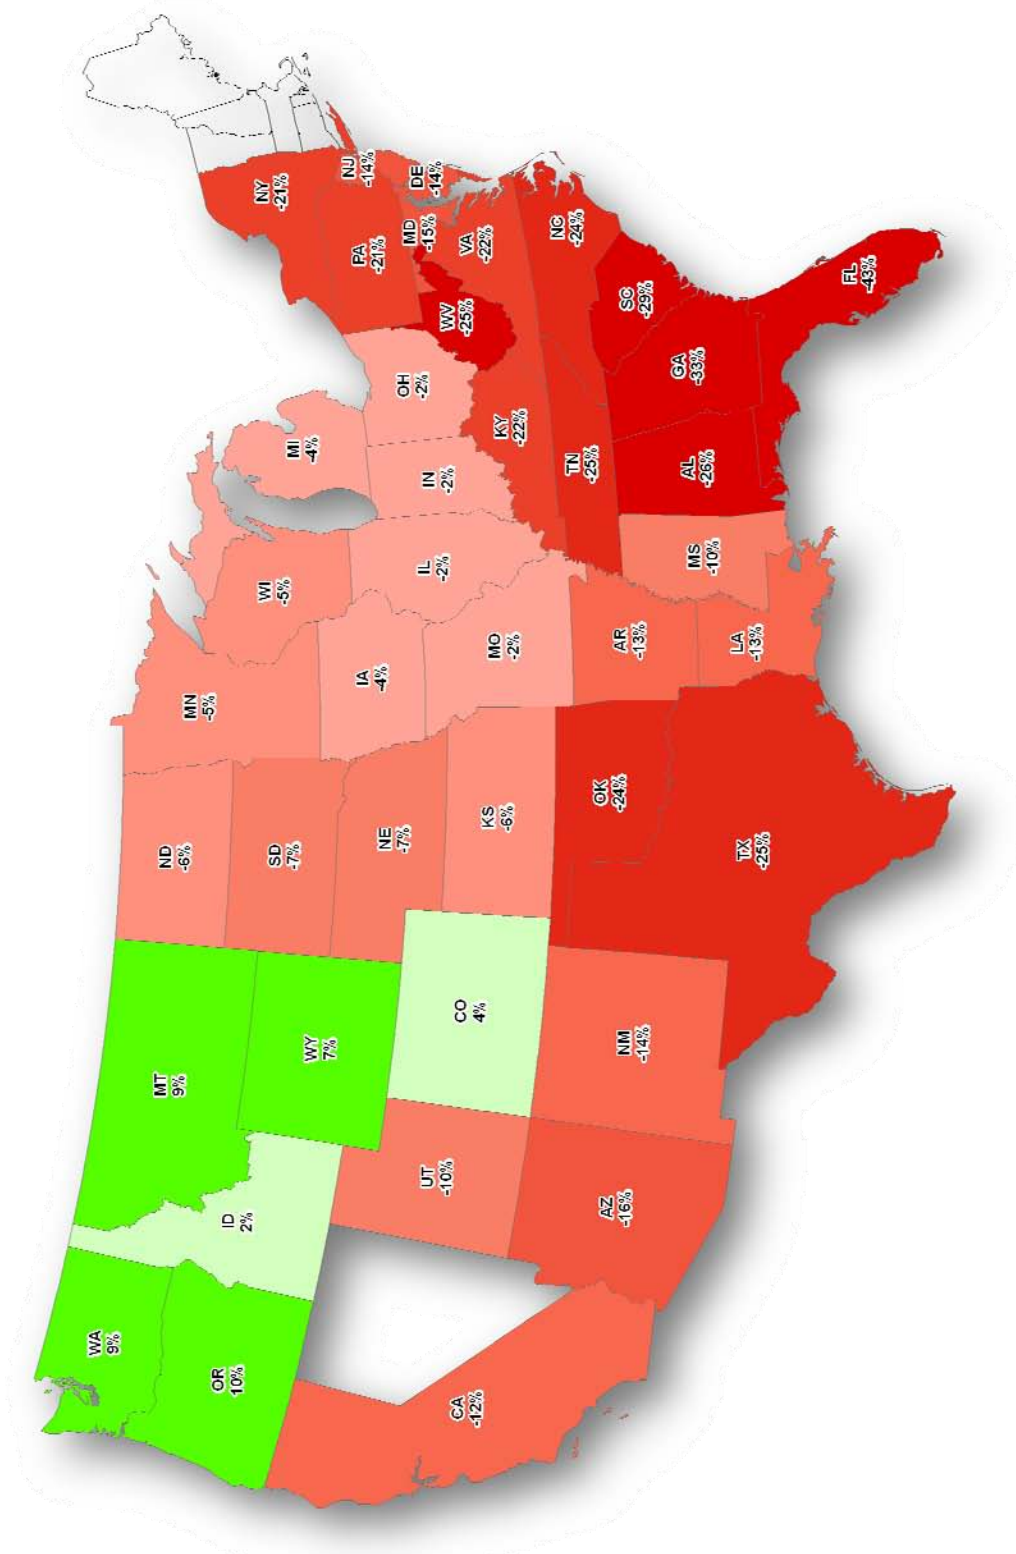 WA
9%
OR
10%
CA
-12%
ID
2%
MT
9%
WY
7%
UT
-10%
AZ
-16%
CO
4%
NM
-14%
ND
-6%
SD
-7%
NE
-7%
KS
-6%
OK
-24%
TX
-25%
MN
-5%
IA
-4%
MO
-2%
AR
-13%
LA
-13%
WI
-5%
IL
-2%
MS
-10%
MI
-4%
IN
-2%
OH
-2%
KY
-22%
TN
-25%
AL
-26%
GA
-33%
FL
-43%
SC
-29%
NC
-24%
WV
-25%
VA
-22%
MD
-15%
DE
-14%
PA
-21%
NJ
-14%
NY
-21%